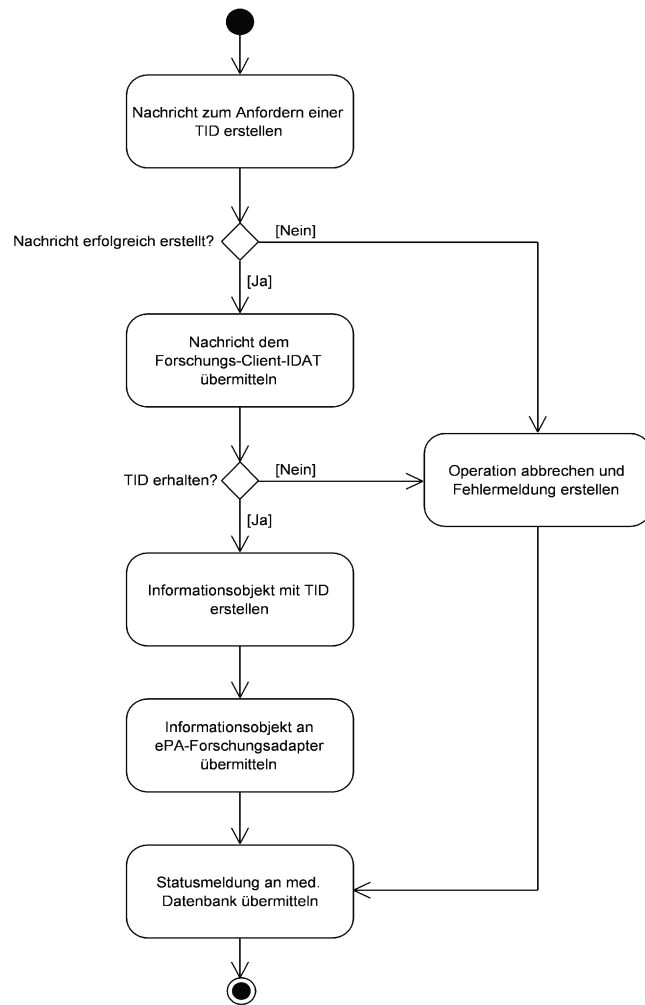 Nachricht zum Anfordern einer
TID erstellen
Nachricht erfolgreich erstellt?
[Nein]
[Ja]
Nachricht dem
Forschungs-Client-IDAT
übermitteln
TID erhalten?
[Nein]
Operation abbrechen und
Fehlermeldung erstellen
[Ja]
Informationsobjekt mit TID
erstellen
Informationsobjekt an
ePA-Forschungsadapter
übermitteln
Statusmeldung an med.
Datenbank übermitteln